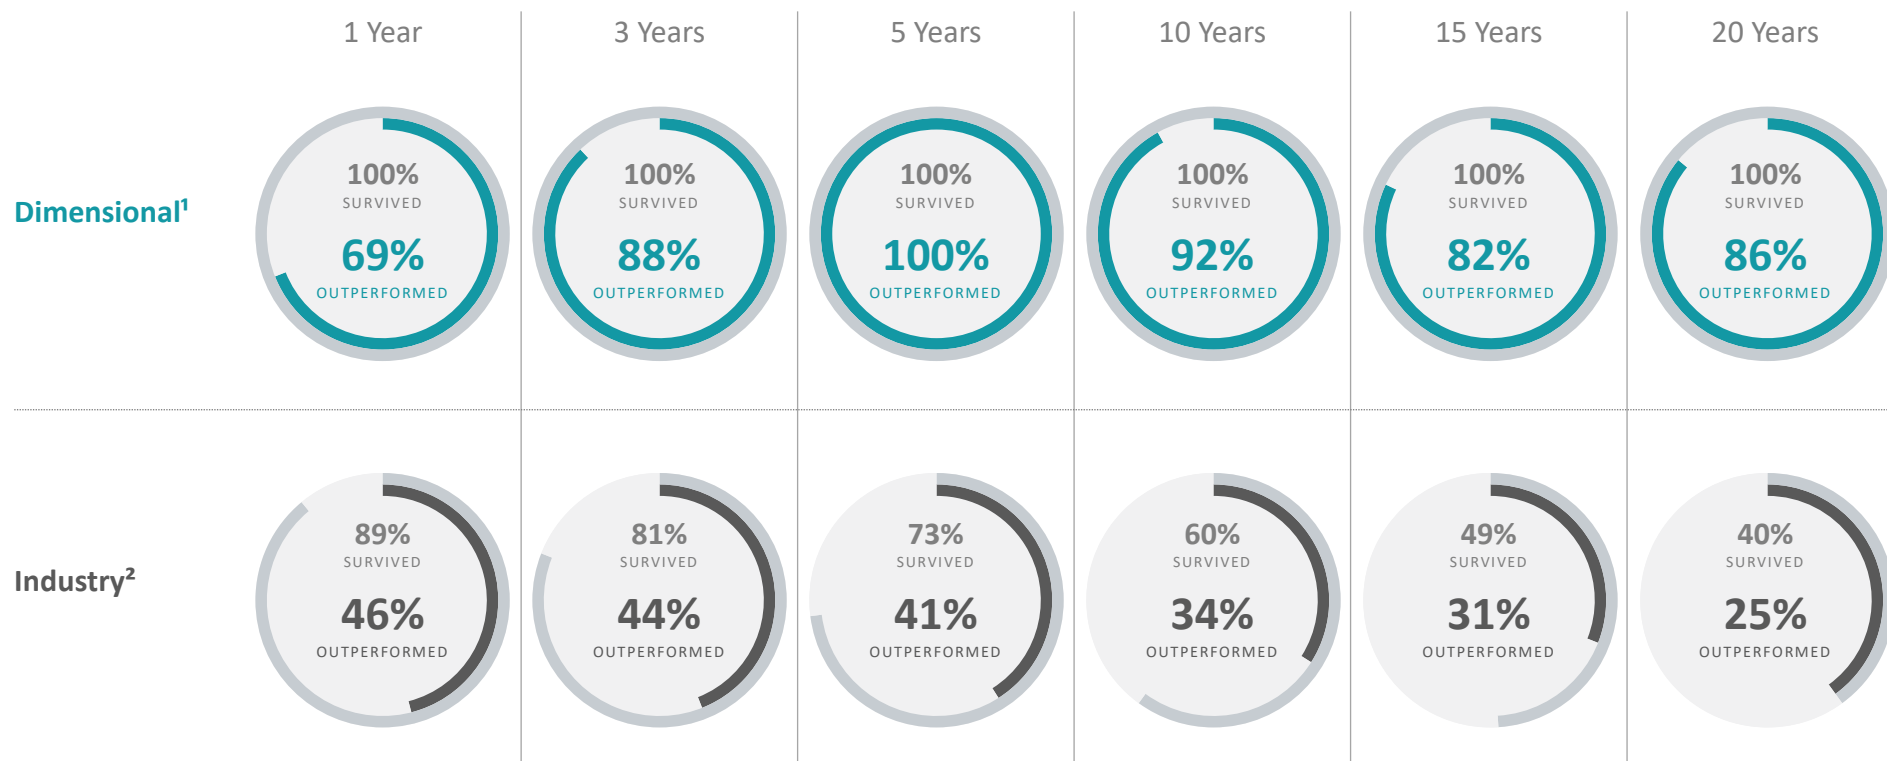 1 Year 3 Years 5 Years 10 Years 15 Years 20 Years
Dimensional¹
100% 100% 100% 100% 100% 100%
SURVIVED SURVIVED SURVIVED SURVIVED SURVIVED SURVIVED
69% 88% 100% 92% 82% 86%
OUTPERFORMED OUTPERFORMED OUTPERFORMED OUTPERFORMED OUTPERFORMED OUTPERFORMED
Industry²
89% 81% 73% 60% 49% 40%
SURVIVED SURVIVED SURVIVED SURVIVED SURVIVED SURVIVED
46% 44% 41% 34% 31% 25%
OUTPERFORMED OUTPERFORMED OUTPERFORMED OUTPERFORMED OUTPERFORMED OUTPERFORMED